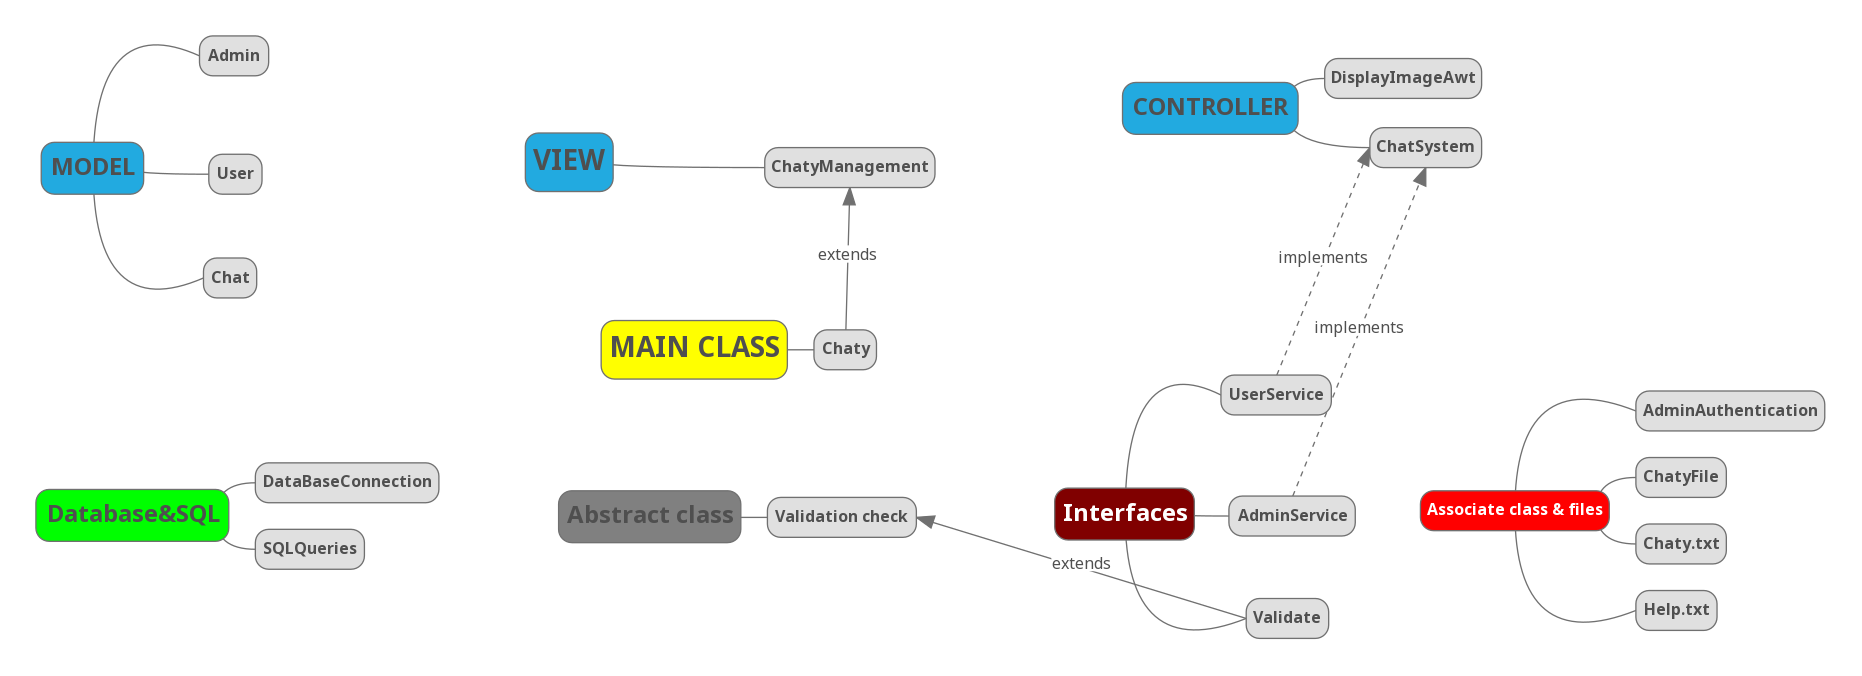 MODEL
Admin
User
Chat
VIEW
ChatyManagement
extends
MAIN CLASS
Chaty
CONTROLLER
DisplayImageAwt
ChatSystem
implements
implements
Database&SQL
DataBaseConnection
SQLQueries
Abstract class
Validation check
extends
Interfaces
UserService
AdminService
Validate
Associate class & files
AdminAuthentication
ChatyFile
Chaty.txt
Help.txt